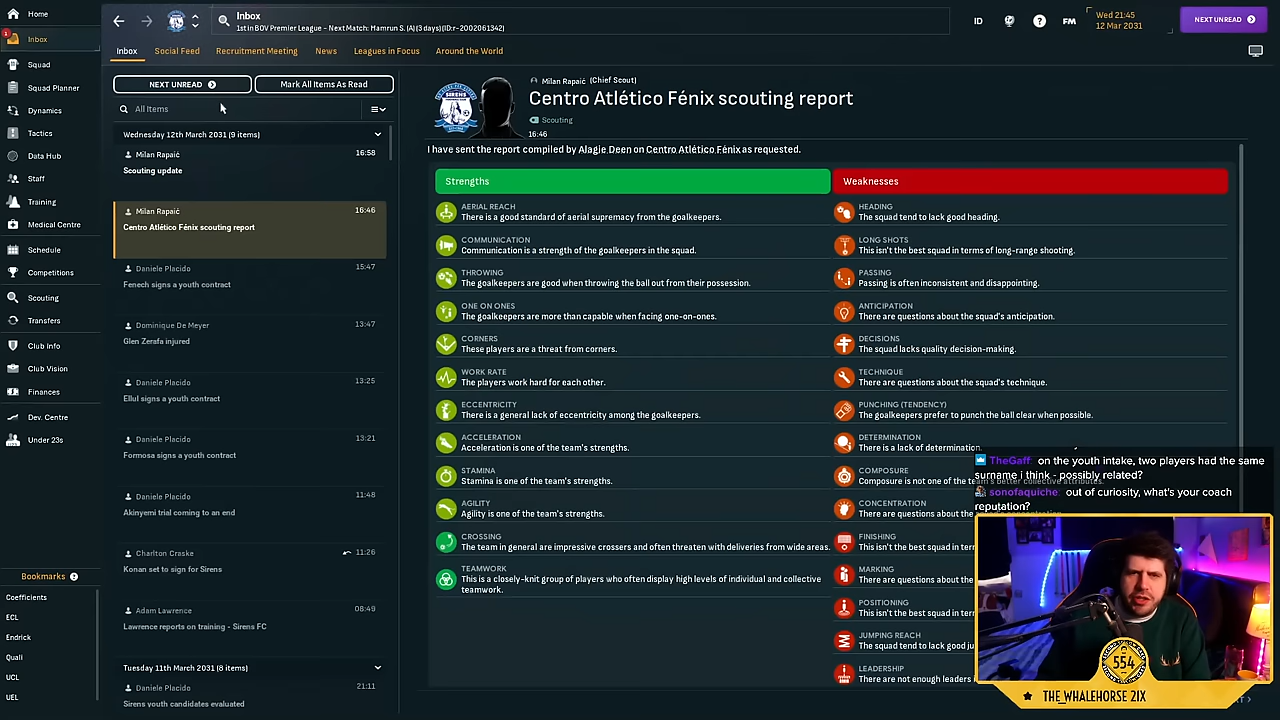 Home
Inbox
1
Squad
Squad Planner
Dynamics
Tactics
Data Hub
Staff
Training
Medical Centre
Schedule
Competitions
Scouting
Transfers
Club Info
Club Vision
Finances
Dev. Centre
Under 23s
Bookmarks
Coefficients
ECL
Endrick
Quali
UCL
UEL
Inbox
1st in BOV Premier League - Next Match: Hamrun S. (A) (3 days) (ID:r-2002061342)
ID
FM
Wed 21:45
12 Mar 2031
NEXT UNREAD
Inbox
Social Feed
Recruitment Meeting
News
Leagues in Focus
Around the World
NEXT UNREAD
Mark All Items As Read
All Items
Wednesday 12th March 2031 (9 items)
Milan Rapaić
16:58
Scouting update
Milan Rapaić
16:46
Centro Atlético Fénix scouting report
Daniele Placido
15:47
Fenech signs a youth contract
Dominique De Meyer
13:47
Glen Zerafa injured
Daniele Placido
13:25
Ellul signs a youth contract
Daniele Placido
13:21
Formosa signs a youth contract
Daniele Placido
11:48
Akinyemi trial coming to an end
Charlton Craske
11:26
Konan set to sign for Sirens
Adam Lawrence
08:49
Lawrence reports on training - Sirens FC
Tuesday 11th March 2031 (8 items)
Daniele Placido
21:11
Sirens youth candidates evaluated
SIRENS
Milan Rapaić (Chief Scout)
Centro Atlético Fénix scouting report
Scouting
16:46
I have sent the report compiled by Alagie Deen on Centro Atlético Fénix as requested.
Strengths
AERIAL REACH
There is a good standard of aerial supremacy from the goalkeepers.
COMMUNICATION
Communication is a strength of the goalkeepers in the squad.
THROWING
The goalkeepers are good when throwing the ball out from their possession.
ONE ON ONES
The goalkeepers are more than capable when facing one-on-ones.
CORNERS
These players are a threat from corners.
WORK RATE
The players work hard for each other.
ECCENTRICITY
There is a general lack of eccentricity among the goalkeepers.
ACCELERATION
Acceleration is one of the team's strengths.
STAMINA
Stamina is one of the team's strengths.
AGILITY
Agility is one of the team's strengths.
CROSSING
The team in general are impressive crossers and often threaten with deliveries from wide areas.
TEAMWORK
This is a closely-knit group of players who often display high levels of individual and collective
teamwork.
Weaknesses
HEADING
The squad tend to lack good heading.
LONG SHOTS
This isn't the best squad in terms of long-range shooting.
PASSING
Passing is often inconsistent and disappointing.
ANTICIPATION
There are questions about the squad's anticipation.
DECISIONS
The squad lacks quality decision-making.
TECHNIQUE
There are questions about the squad's technique.
PUNCHING (TENDENCY)
The goalkeepers prefer to punch the ball clear when possible.
DETERMINATION
There is a lack of determination.
COMPOSURE
Composure is not one of the team's better collective attributes.
CONCENTRATION
There are questions about the
FINISHING
This isn't the best squad in ter
MARKING
There are questions about the
POSITIONING
This isn't the best squad in ter
JUMPING REACH
The squad tend to lack good ju
LEADERSHIP
There are not enough leaders
TheGaff: on the youth intake, two players had the same
surname i think - possibly related?
sonofaquiche: out of curiosity, what's your coach
reputation?
554
THE_WHALEHORSE 21X